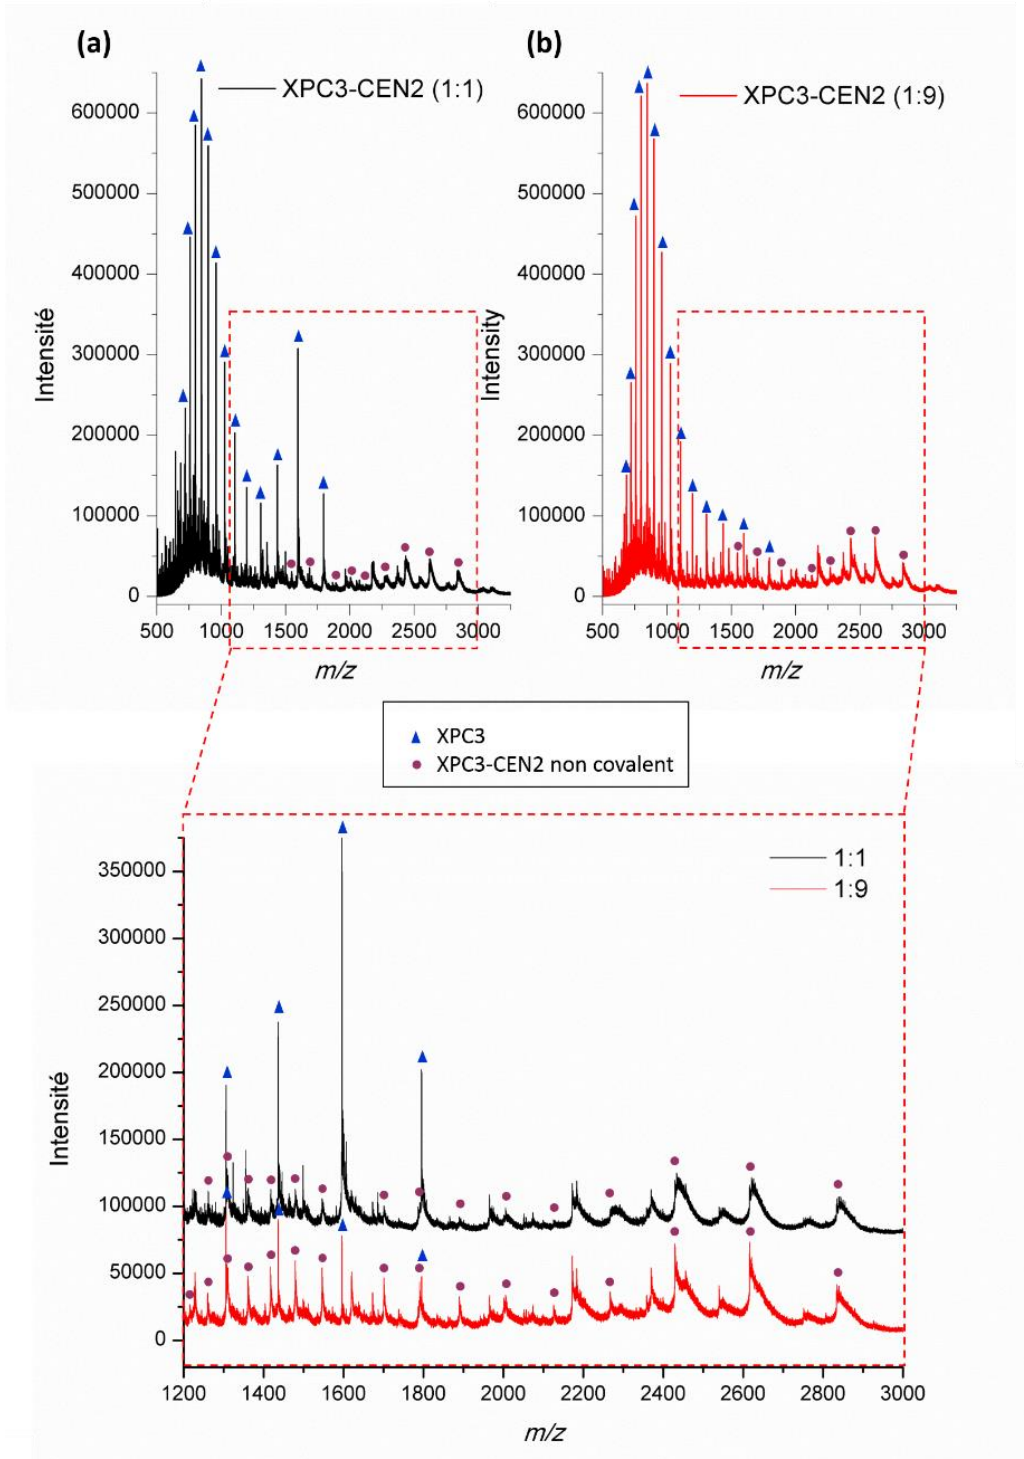 (a)
XPC3-CEN2 (1:1)
600000
500000
400000
300000
200000
100000
0
Intensité
500 1000 1500 2000 2500 3000
m/z
(b)
XPC3-CEN2 (1:9)
600000
500000
400000
300000
200000
100000
0
Intensity
500 1000 1500 2000 2500 3000
m/z
XPC3
XPC3-CEN2 non covalent
1:1
1:9
350000
300000
250000
200000
150000
100000
50000
0
Intensité
1200 1400 1600 1800 2000 2200 2400 2600 2800 3000
m/z